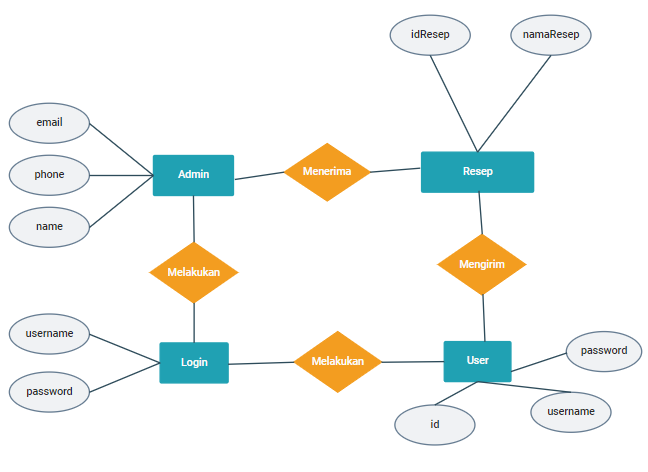 idResep
namaResep
email
phone
name
Admin
Menerima
Resep
Melakukan
Mengirim
username
password
Login
Melakukan
User
password
id
username